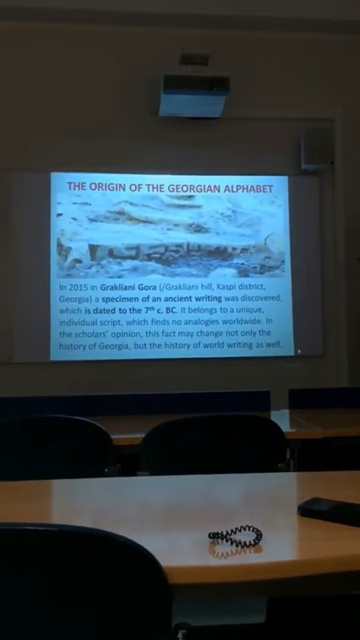 THE ORIGIN OF THE GEORGIAN ALPHABET
In 2015 in Grakliani Gora (/Grakliani hill, Kaspi district,
Georgia) a specimen of an ancient writing was discovered,
which is dated to the 7th c. BC. It belongs to a unique,
individual script, which finds no analogies worldwide. In
the scholars' opinion, this fact may change not only the
history of Georgia, but the history of world writing as well.